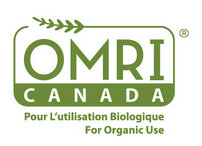 OMRI®
CANADA
Pour L'utilisation Biologique
For Organic Use